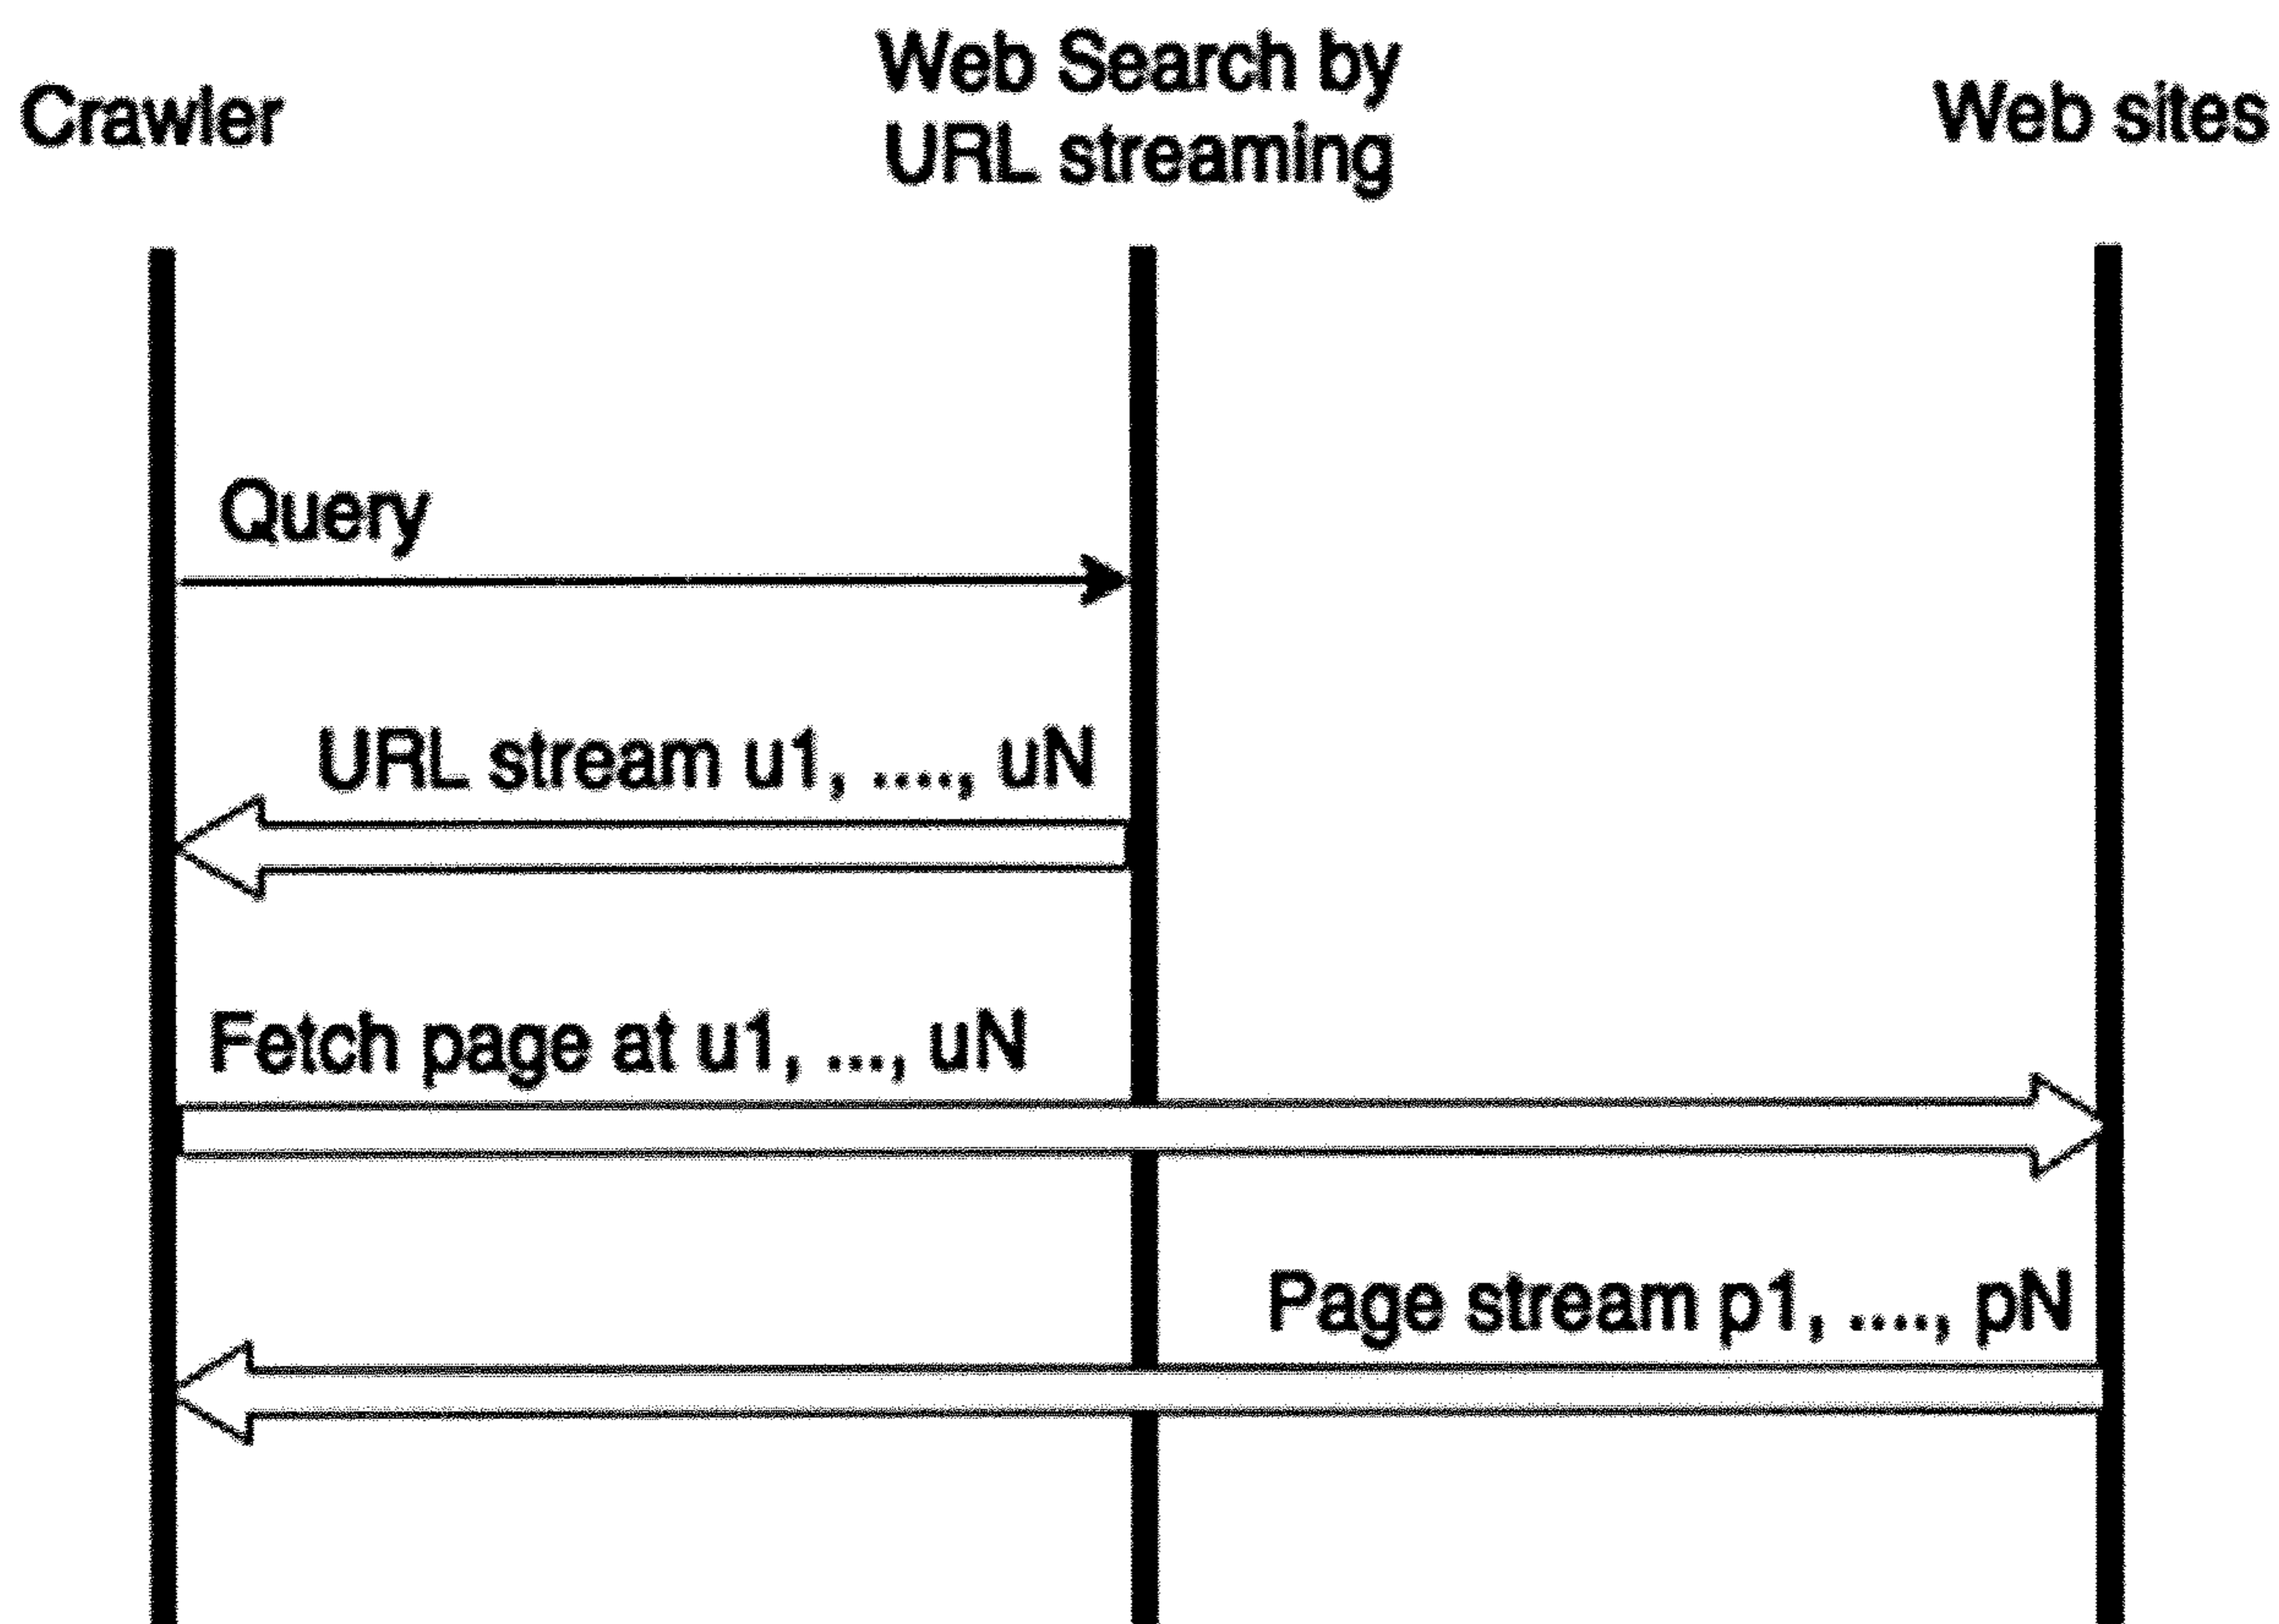 Crawler
Web Search by
URL streaming
Web sites
Query
URL stream u1, ...., uN
Fetch page at u1, ..., uN
Page stream p1, ...., pN